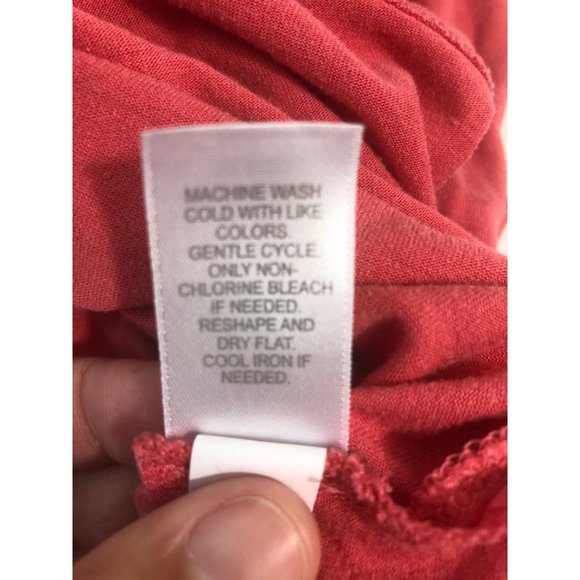 MACHINE WASH
COLD WITH LIKE
COLORS.
GENTLE CYCLE.
ONLY NON-
CHLORINE BLEACH
IF NEEDED.
RESHAPE AND
DRY FLAT.
COOL IRON IF
NEEDED.